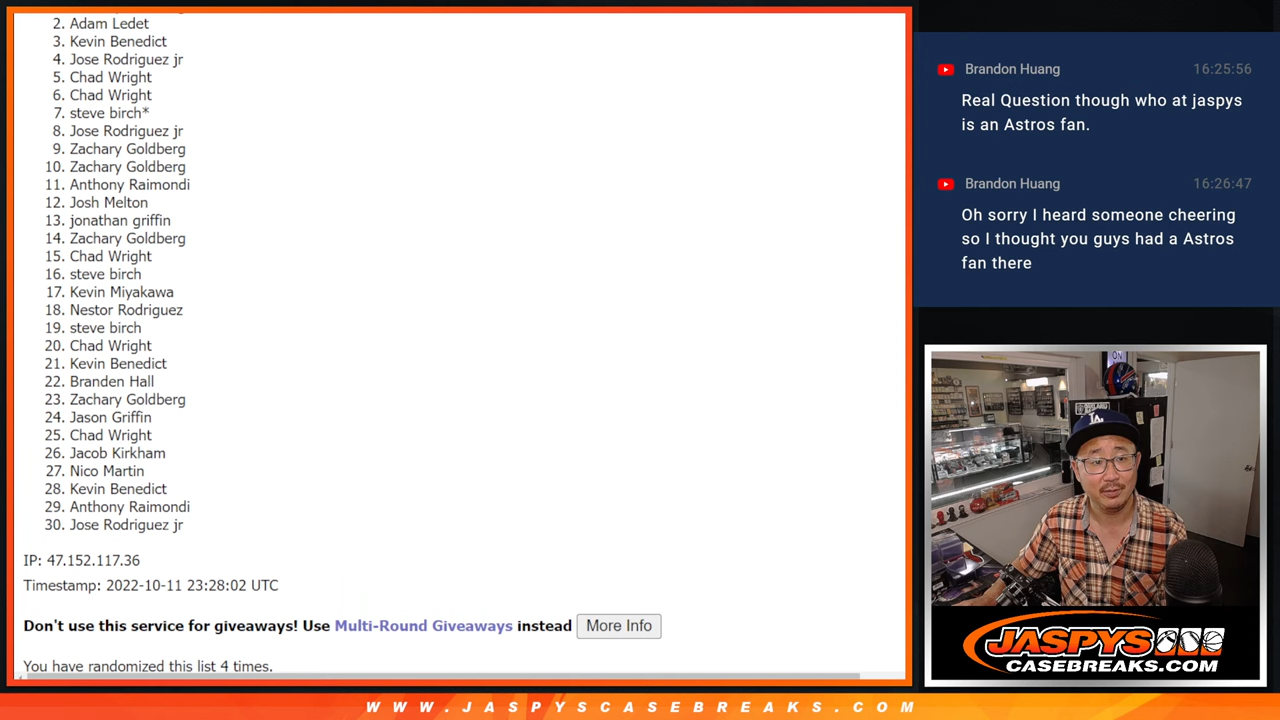 2. Adam Ledet
3. Kevin Benedict
4. Jose Rodriguez jr
5. Chad Wright
6. Chad Wright
7. steve birch*
8. Jose Rodriguez jr
9. Zachary Goldberg
10. Zachary Goldberg
11. Anthony Raimondi
12. Josh Melton
13. jonathan griffin
14. Zachary Goldberg
15. Chad Wright
16. steve birch
17. Kevin Miyakawa
18. Nestor Rodriguez
19. steve birch
20. Chad Wright
21. Kevin Benedict
22. Branden Hall
23. Zachary Goldberg
24. Jason Griffin
25. Chad Wright
26. Jacob Kirkham
27. Nico Martin
28. Kevin Benedict
29. Anthony Raimondi
30. Jose Rodriguez jr
IP: 47.152.117.36
Timestamp: 2022-10-11 23:28:02 UTC
Don't use this service for giveaways! Use Multi-Round Giveaways instead More Info
You have randomized this list 4 times.
Brandon Huang 16:25:56
Real Question though who at jaspys
is an Astros fan.
Brandon Huang 16:26:47
Oh sorry I heard someone cheering
so I thought you guys had a Astros
fan there
ON
LA
JASPYS
CASEBREAKS.COM
WWW.JASPYSCASEBREAKS.COM